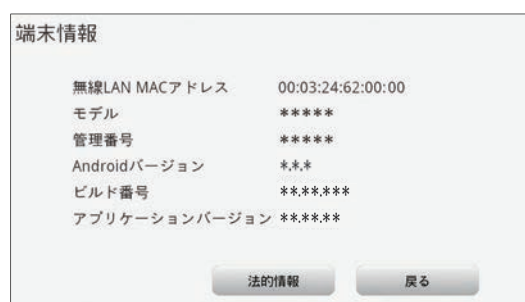 端末情報
無線LAN MACアドレス 00:03:24:62:00:00
モデル *****
管理番号 *****
Androidバージョン *.*.*
ビルド番号 **.**.***
アプリケーションバージョン **.**.**
法的情報 戻る